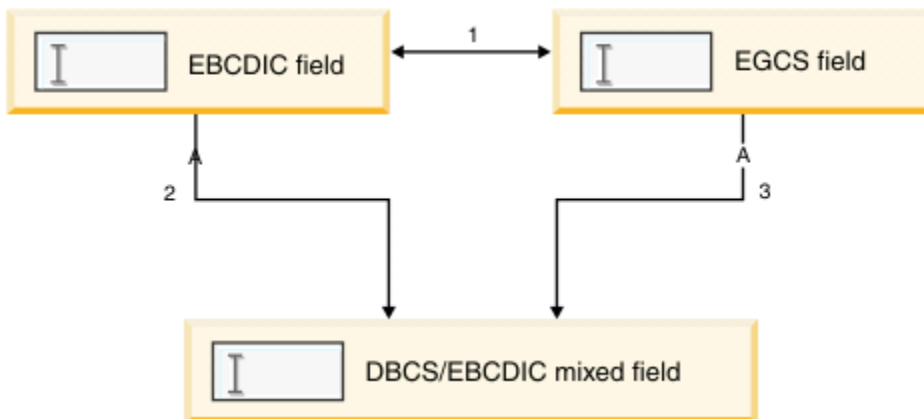 1
EBCDIC field
EGCS field
A
A
2
3
DBCS/EBCDIC mixed field